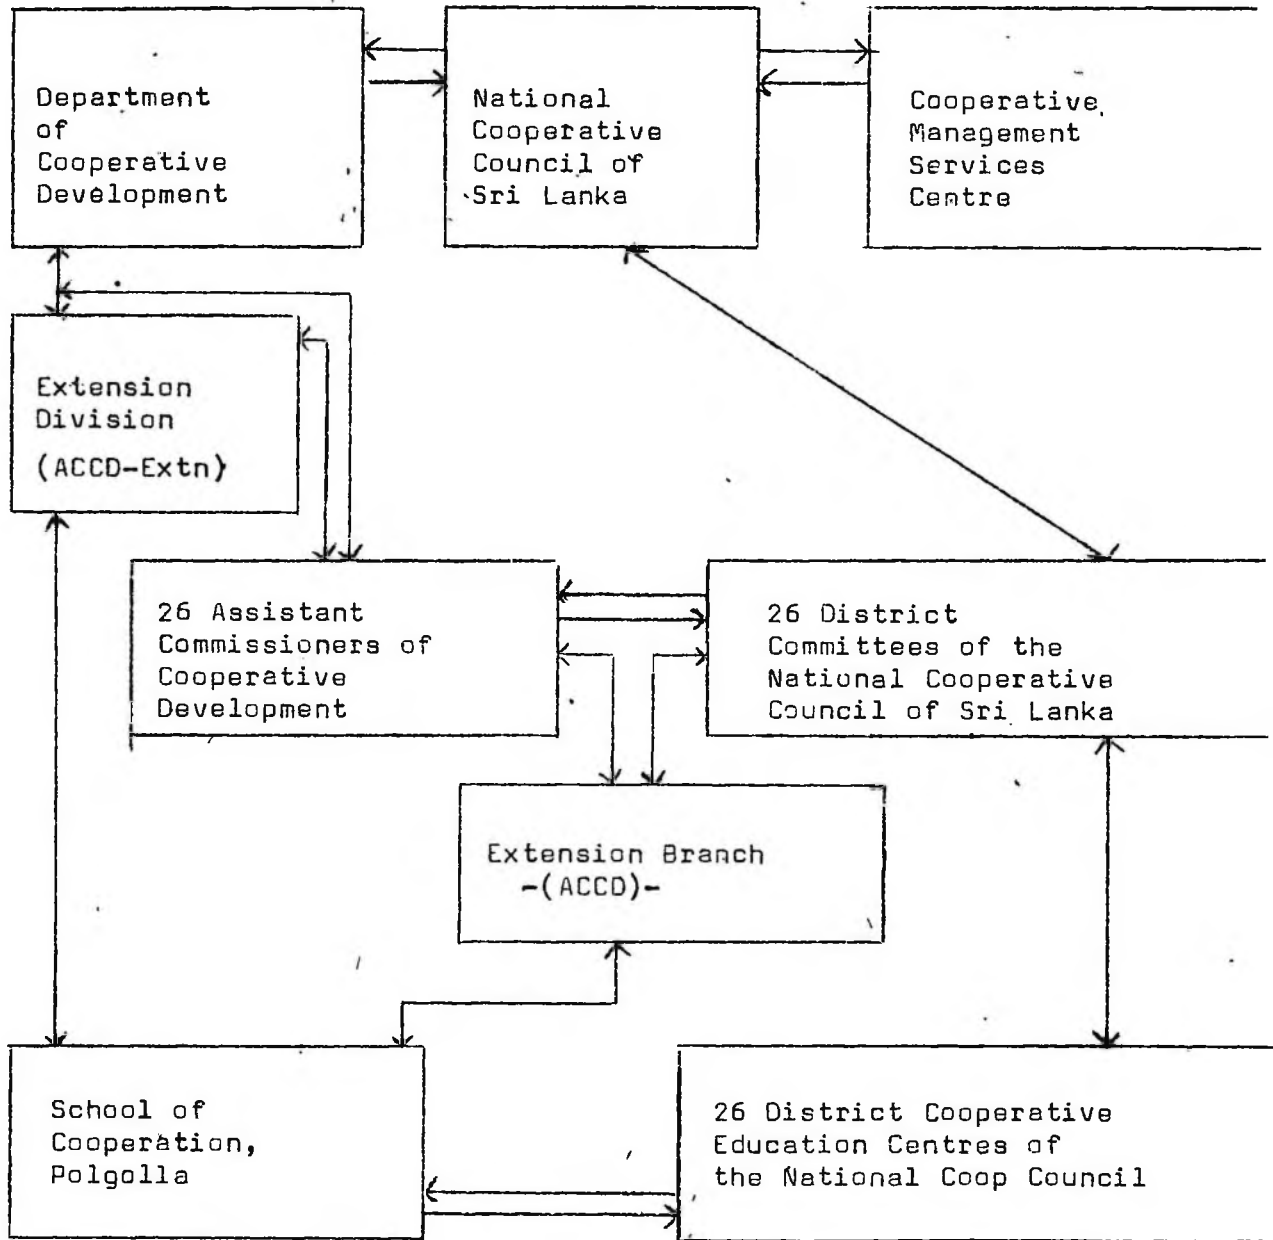 Department
of
Cooperative
Development
National
Cooperative
Council of
Sri Lanka
Cooperative
Management
Services
Centre
Extension
Division
(ACCD-Extn)
26 Assistant
Commissioners of
Cooperative
Development
26 District
Committees of the
National Cooperative
Council of Sri Lanka
Extension Branch
-(ACCD)-
School of
Cooperation,
Polgolla
26 District Cooperative
Education Centres of
the National Coop Council